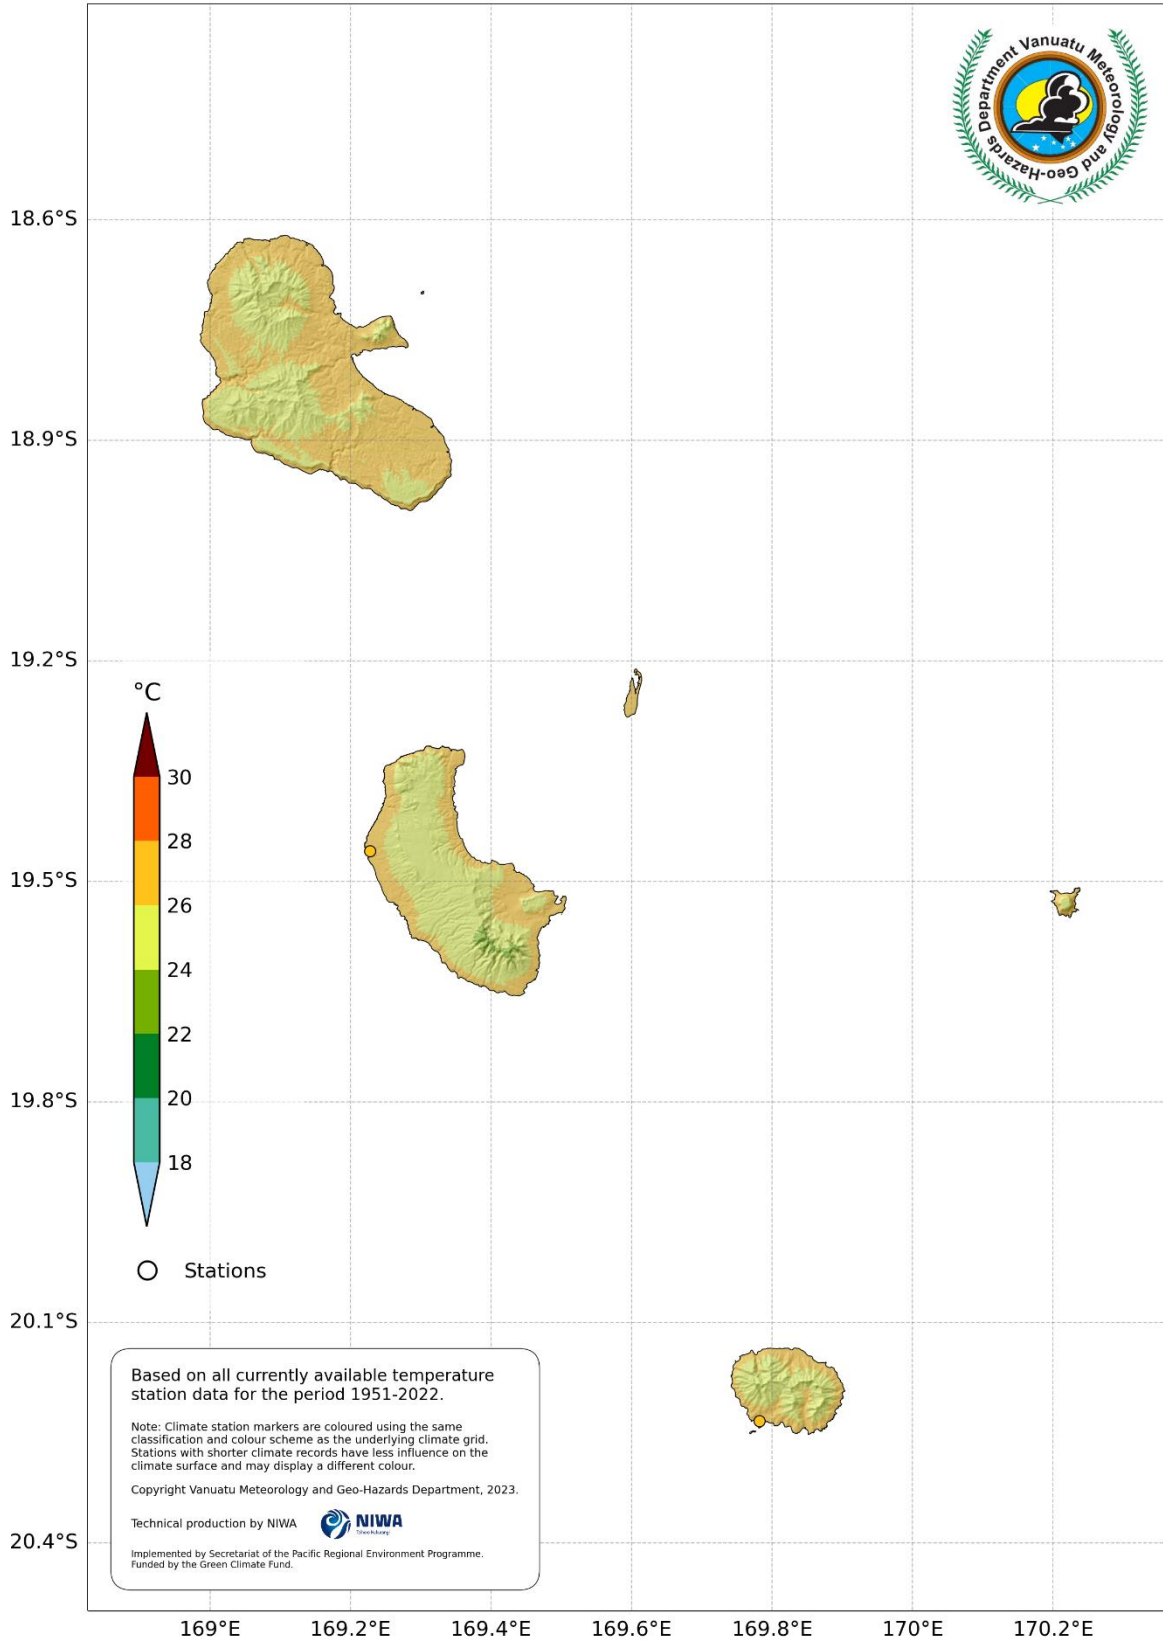 Vanuatu Meteorology and Geo-Hazards Department
18.6°S
18.9°S
19.2°S
°C
30
28
26
19.5°S
24
22
20
19.8°S
18
Stations
20.1°S
Based on all currently available temperature
station data for the period 1951-2022.
Note: Climate station markers are coloured using the same
classification and colour scheme as the underlying climate grid.
Stations with shorter climate records have less influence on the
climate surface and may display a different colour.
Copyright Vanuatu Meteorology and Geo-Hazards Department, 2023.
Technical production by NIWA
NIWA
Taihoro Nukurangi
Implemented by Secretariat of the Pacific Regional Environment Programme.
Funded by the Green Climate Fund.
20.4°S
169°E 169.2°E 169.4°E 169.6°E 169.8°E 170°E 170.2°E